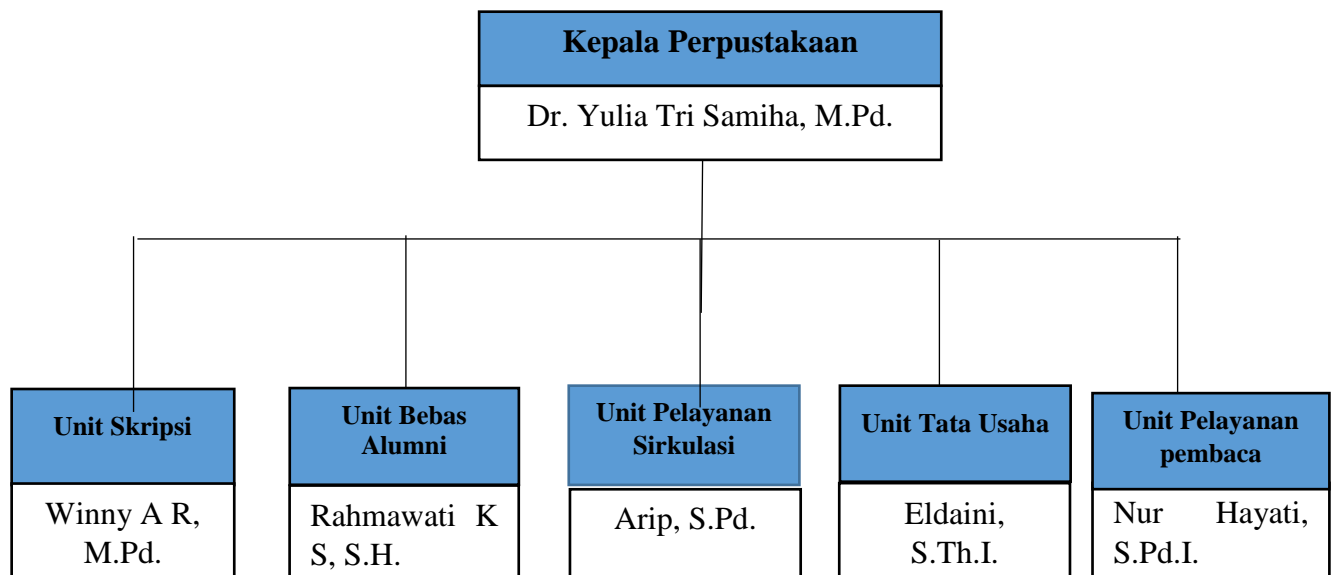 Kepala Perpustakaan
Dr. Yulia Tri Samiha, M.Pd.
Unit Skripsi
Winny A R,
M.Pd.
Unit Bebas
Alumni
Rahmawati K
S, S.H.
Unit Pelayanan
Sirkulasi
Arip, S.Pd.
Unit Tata Usaha
Eldaini,
S.Th.I.
Unit Pelayanan
pembaca
Nur Hayati,
S.Pd.I.